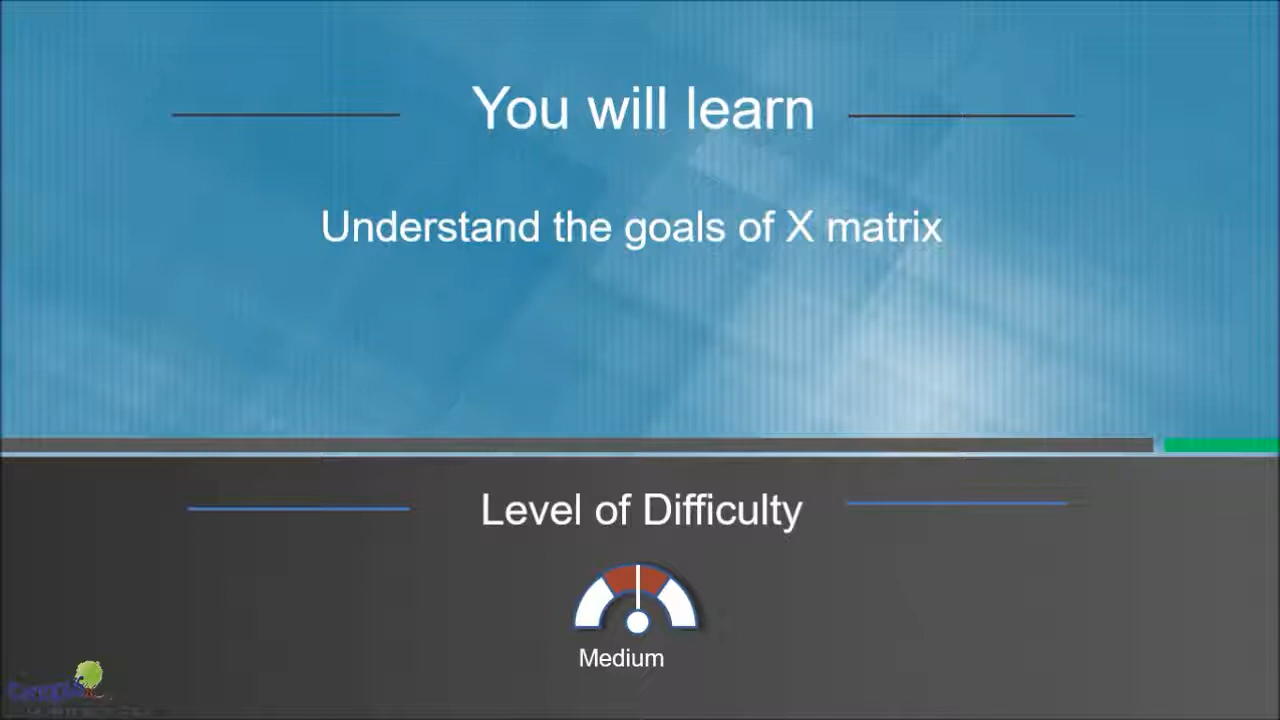 You will learn
Understand the goals of X matrix
Level of Difficulty
Medium